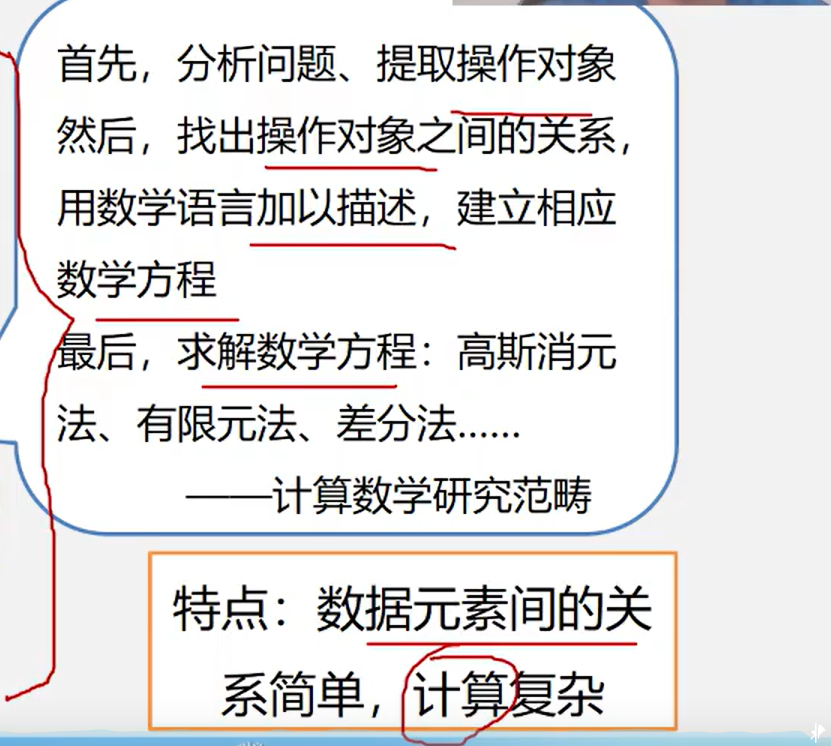 首先，分析问题、提取操作对象
然后，找出操作对象之间的关系，
用数学语言加以描述，建立相应
数学方程
最后，求解数学方程：高斯消元
法、有限元法、差分法……
——计算数学研究范畴
特点：数据元素间的关
系简单，计算复杂